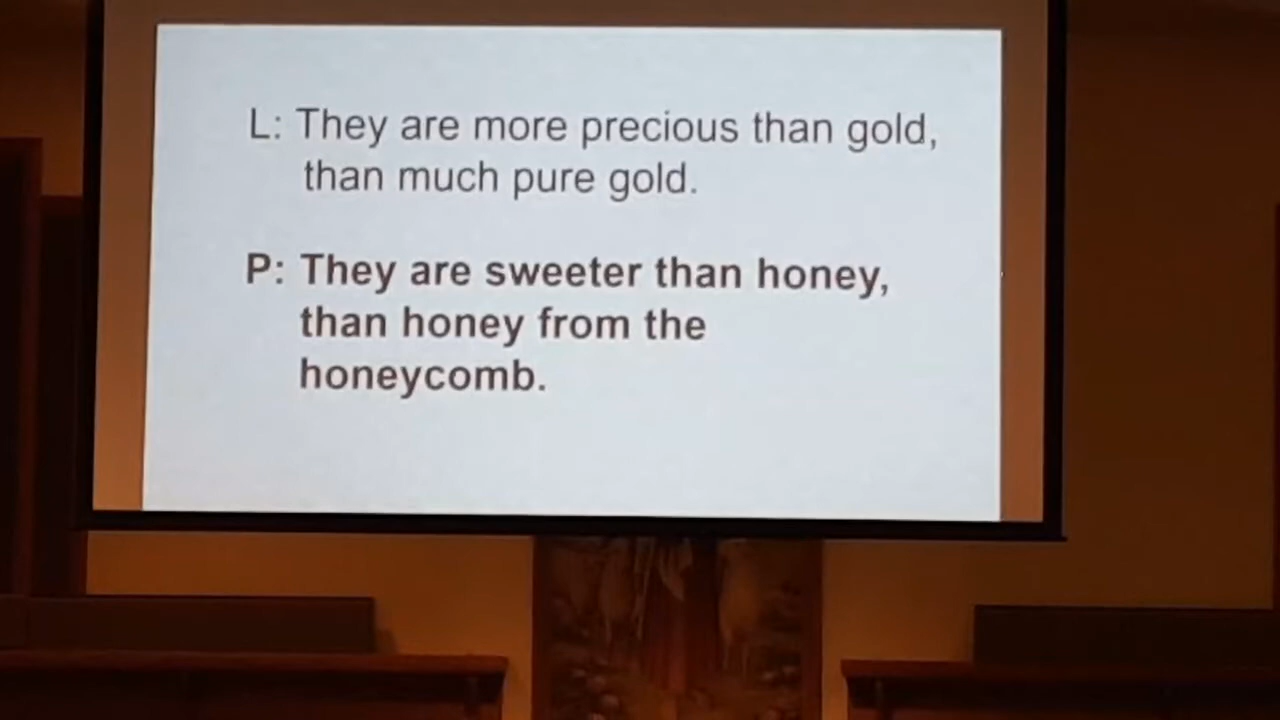 L: They are more precious than gold,
than much pure gold.
P: They are sweeter than honey,
than honey from the
honeycomb.